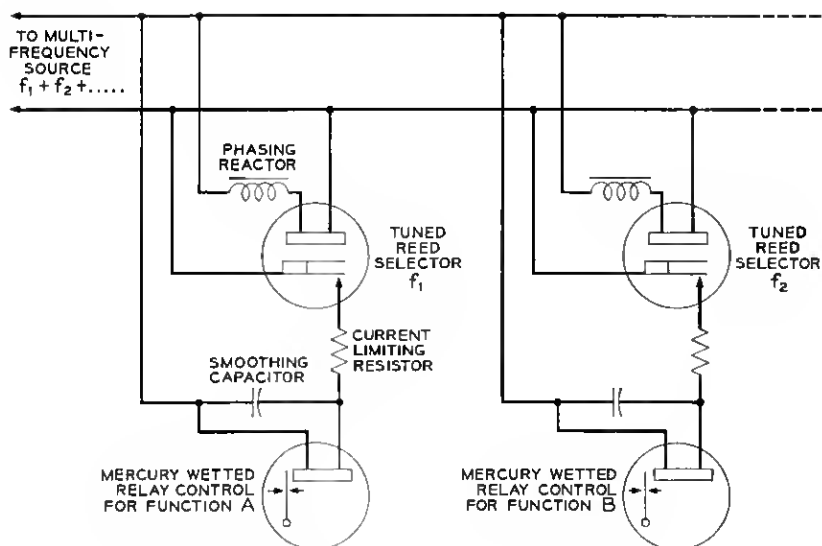 TO MULTI-
FREQUENCY
SOURCE
f₁ + f₂ + .....
PHASING
REACTOR
TUNED
REED
SELECTOR
f₁
CURRENT
LIMITING
RESISTOR
SMOOTHING
CAPACITOR
MERCURY WETTED
RELAY CONTROL
FOR FUNCTION A
TUNED
REED
SELECTOR
f₂
MERCURY WETTED
RELAY CONTROL
FOR FUNCTION B